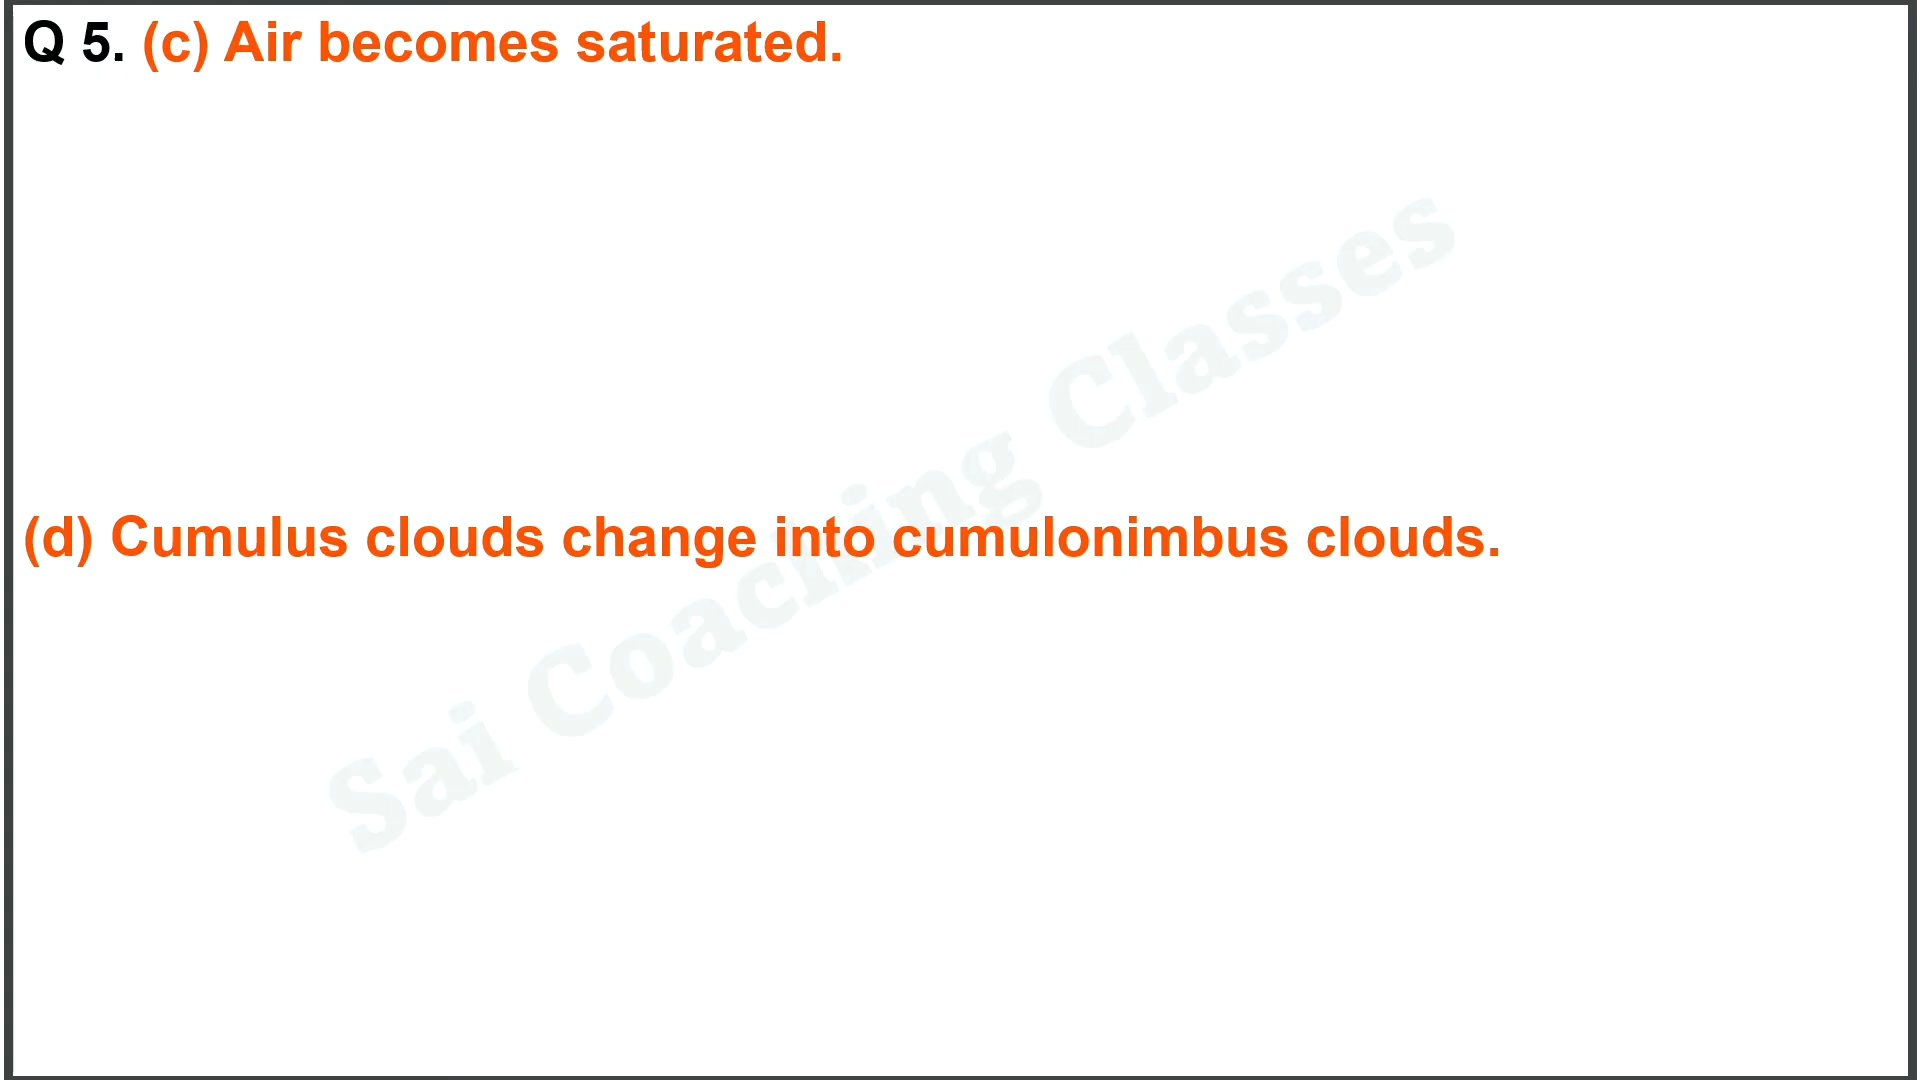 Q 5. (c) Air becomes saturated.
(d) Cumulus clouds change into cumulonimbus clouds.
Sai Coaching Classes